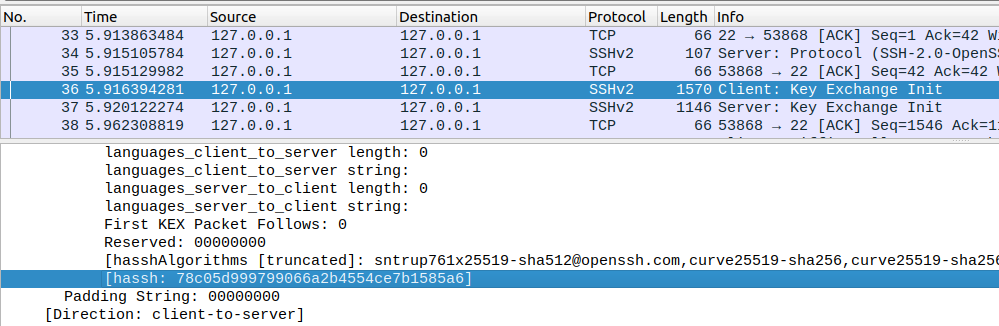 No. Time Source Destination Protocol Length Info
33 5.913863484 127.0.0.1 127.0.0.1 TCP 66 22 → 53868 [ACK] Seq=1 Ack=42
34 5.915105784 127.0.0.1 127.0.0.1 SSHv2 107 Server: Protocol (SSH-2.0-OpenSS
35 5.915129982 127.0.0.1 127.0.0.1 TCP 66 53868 → 22 [ACK] Seq=42 Ack=42
36 5.916394281 127.0.0.1 127.0.0.1 SSHv2 1570 Client: Key Exchange Init
37 5.920122274 127.0.0.1 127.0.0.1 SSHv2 1146 Server: Key Exchange Init
38 5.962308819 127.0.0.1 127.0.0.1 TCP 66 53868 → 22 [ACK] Seq=1546
languages_client_to_server length: 0
languages_client_to_server string:
languages_server_to_client length: 0
languages_server_to_client string:
First KEX Packet Follows: 0
Reserved: 00000000
[hasshAlgorithms [truncated]: sntrup761x25519-sha512@openssh.com,curve25519-sha256,curve25519-sha256
[hassh: 78c05d999799066a2b4554ce7b1585a6]
Padding String: 00000000
[Direction: client-to-server]